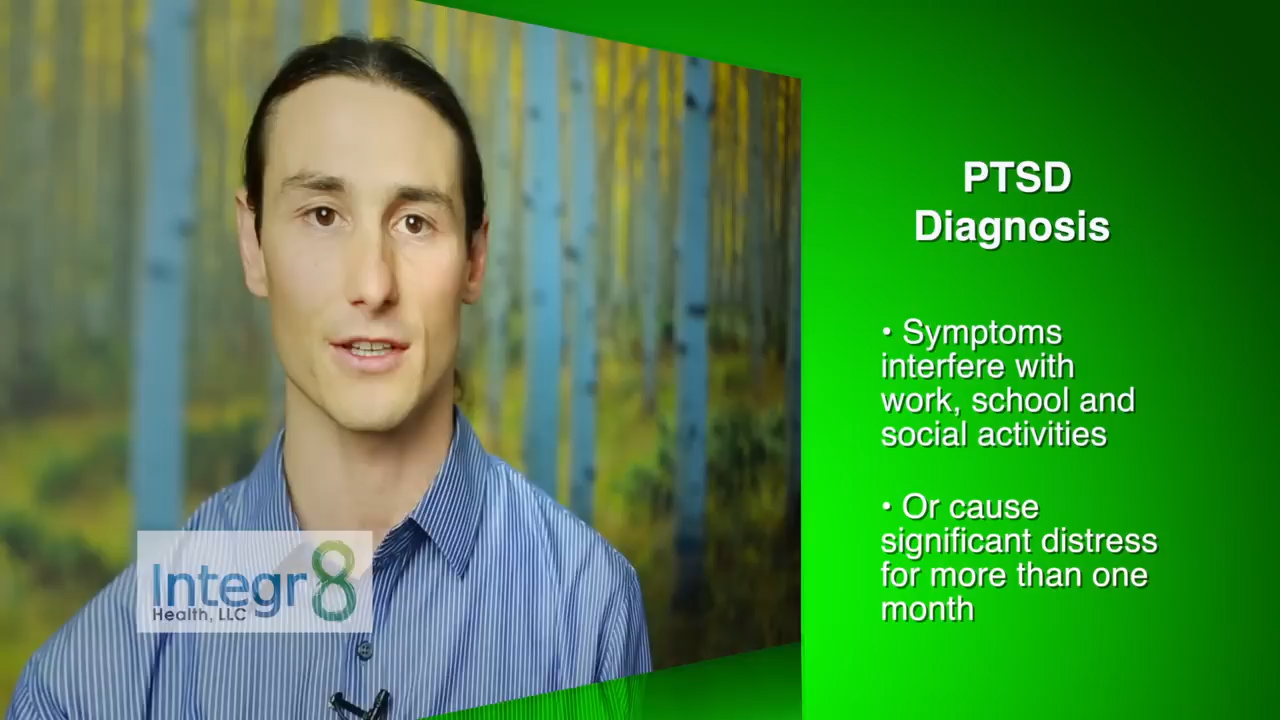 PTSD
Diagnosis
• Symptoms
interfere with
work, school and
social activities
• Or cause
significant distress
for more than one
month
Integr8
Health, LLC